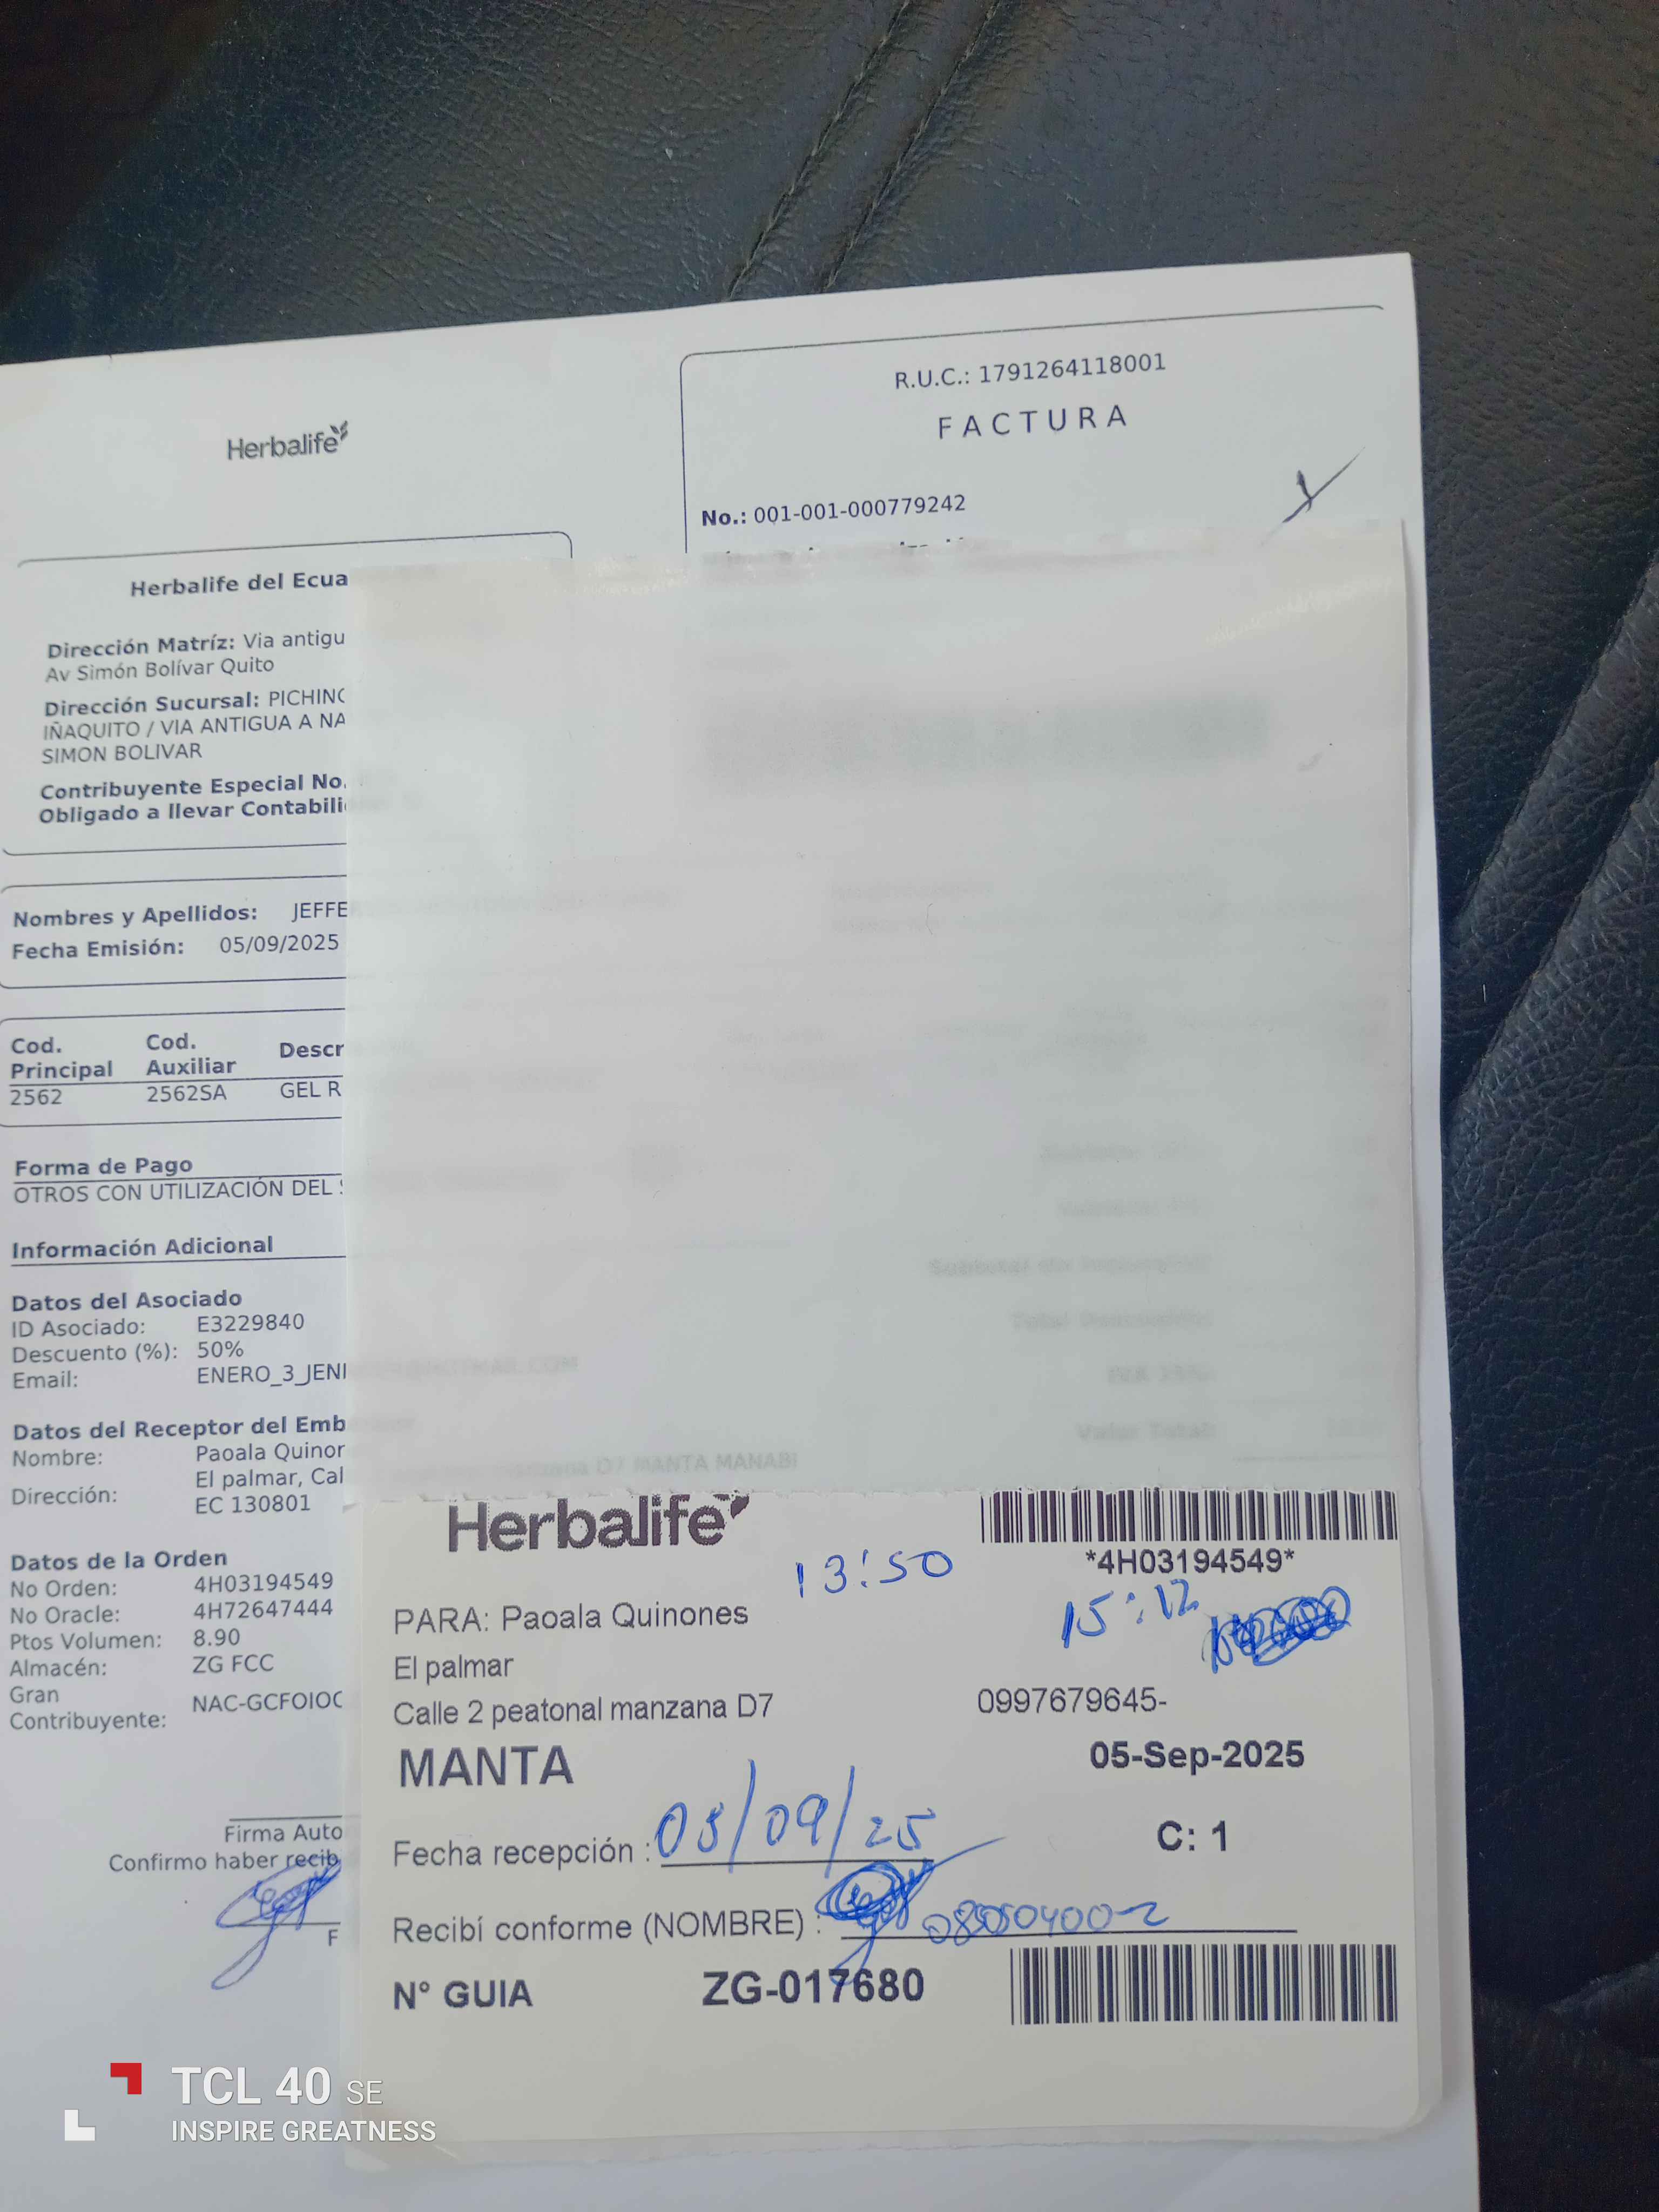 Herbalife
R.U.C.: 1791264118001
FACTURA
No.: 001-001-000779242
Herbalife del Ecua
Dirección Matríz: Via antigu
Av Simón Bolívar Quito
Dirección Sucursal: PICHINC
IÑAQUITO / VIA ANTIGUA A NA
SIMON BOLIVAR
Contribuyente Especial No.
Obligado a llevar Contabili
Nombres y Apellidos: JEFFE
Fecha Emisión: 05/09/2025
Cod. Principal Cod. Auxiliar Descr
2562 2562SA GEL R
Forma de Pago
OTROS CON UTILIZACIÓN DEL
Información Adicional
Datos del Asociado
ID Asociado: E3229840
Descuento (%): 50%
Email: ENERO_3_JENI
Datos del Receptor del Emb
Nombre: Paoala Quinor
Dirección: El palmar, Cal
EC 130801
Datos de la Orden
No Orden: 4H03194549
No Oracle: 4H72647444
Ptos Volumen: 8.90
Almacén: ZG FCC
Gran Contribuyente: NAC-GCFOIOC
Firma Auto
Confirmo haber recib
F
Herbalife
13:50
*4H03194549*
15:12
PARA: Paoala Quinones
El palmar
Calle 2 peatonal manzana D7 0997679645-
MANTA 05-Sep-2025
Fecha recepción : 05/09/25 C: 1
Recibí conforme (NOMBRE) :
N° GUIA ZG-017680
TCL 40 SE
INSPIRE GREATNESS